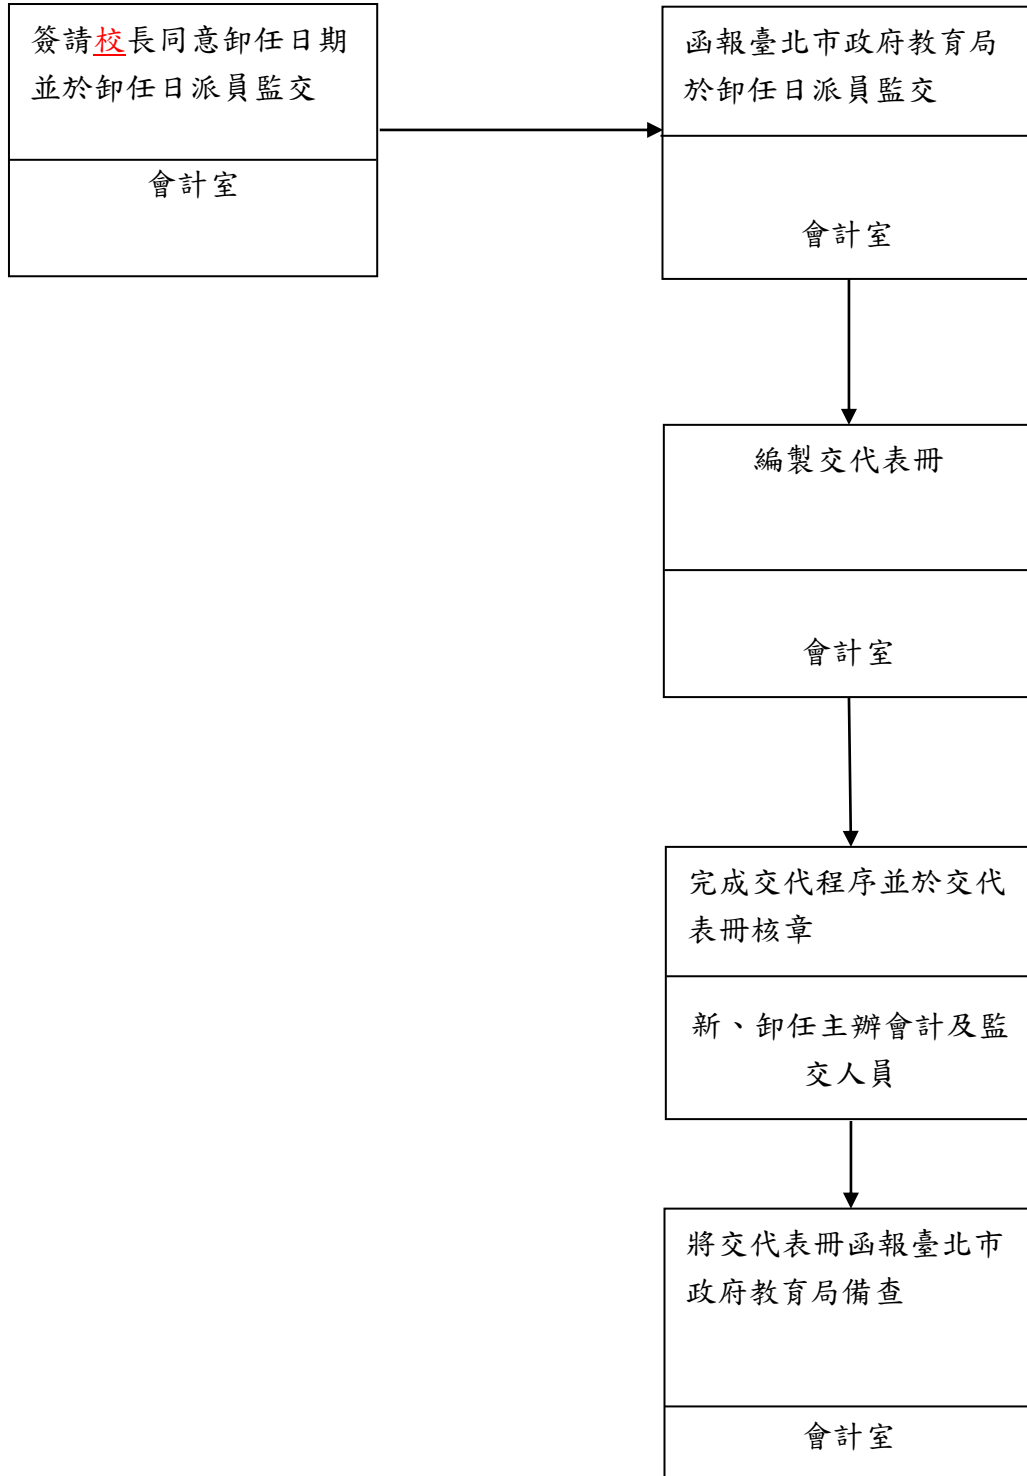 簽請校長同意卸任日期
並於卸任日派員監交
會計室
函報臺北市政府教育局
於卸任日派員監交
會計室
編製交代表冊
會計室
完成交代程序並於交代
表冊核章
新、卸任主辦會計及監
交人員
將交代表冊函報臺北市
政府教育局備查
會計室